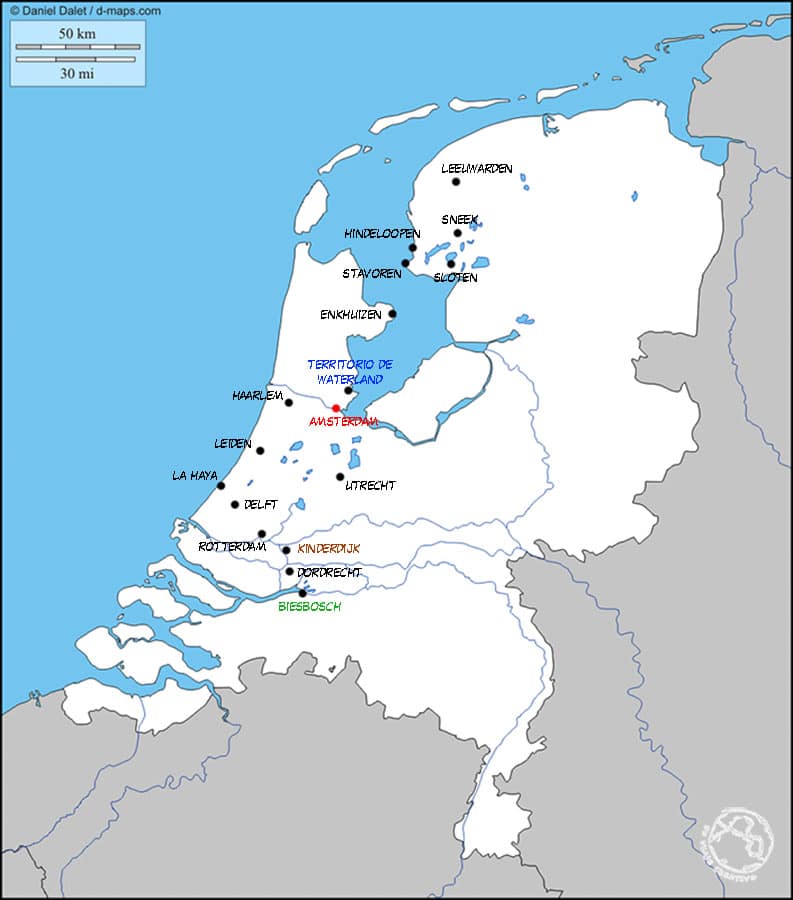 © Daniel Dalet / d-maps.com
50 km
30 mi
LEEUWARDEN
SNEEK
HINDELOOPEN
STAVOREN
SLOTEN
ENKHUIZEN
TERRITORIO DE
WATERLAND
HAARLEM
AMSTERDAM
LEIDEN
LA HAYA
UTRECHT
DELFT
ROTTERDAM
KINDERDIJK
DORDRECHT
BIESBOSCH